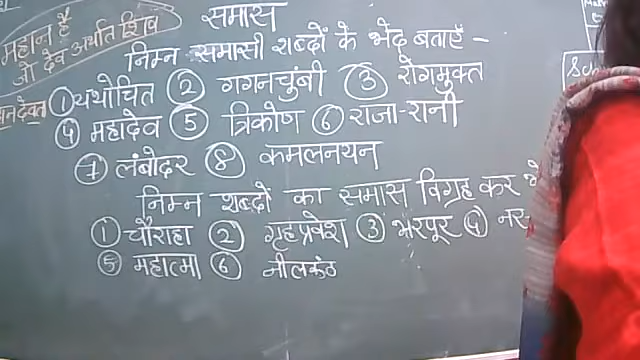 समास
महान है
जो देव अर्थात शिव
निम्न समासी शब्दों के भेद बताएँ -
① यथोचित ② गगनचुंबी ③ रोगमुक्त
④ महादेव ⑤ त्रिकोण ⑥ राजा-रानी
⑦ लंबोदर ⑧ कमलनयन
निम्न शब्दों का समास विग्रह कर
① चौराहा ② गृहप्रवेश ③ भरपूर ④ नर-
⑤ महात्मा ⑥ नीलकंठ